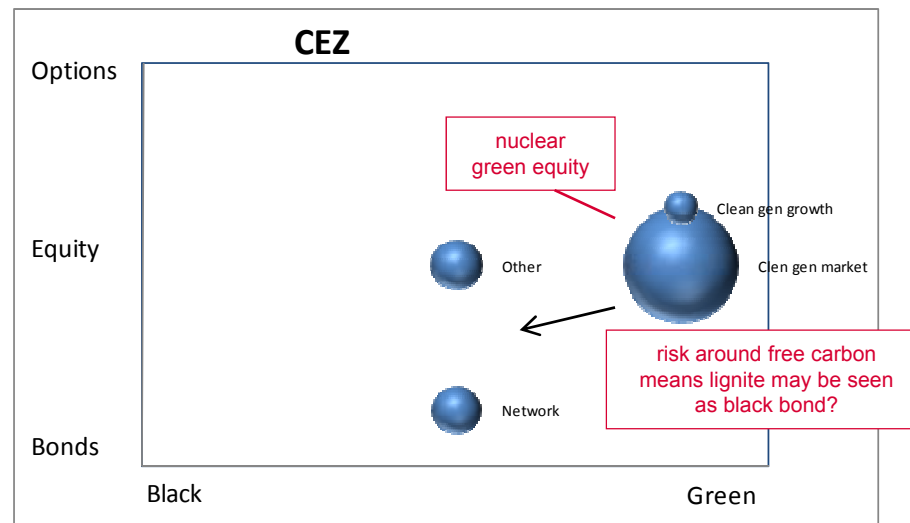 CEZ
Options
nuclear
green equity
Clean gen growth
Equity
Other
Clen gen market
risk around free carbon
means lignite may be seen
as black bond?
Network
Bonds
Black
Green